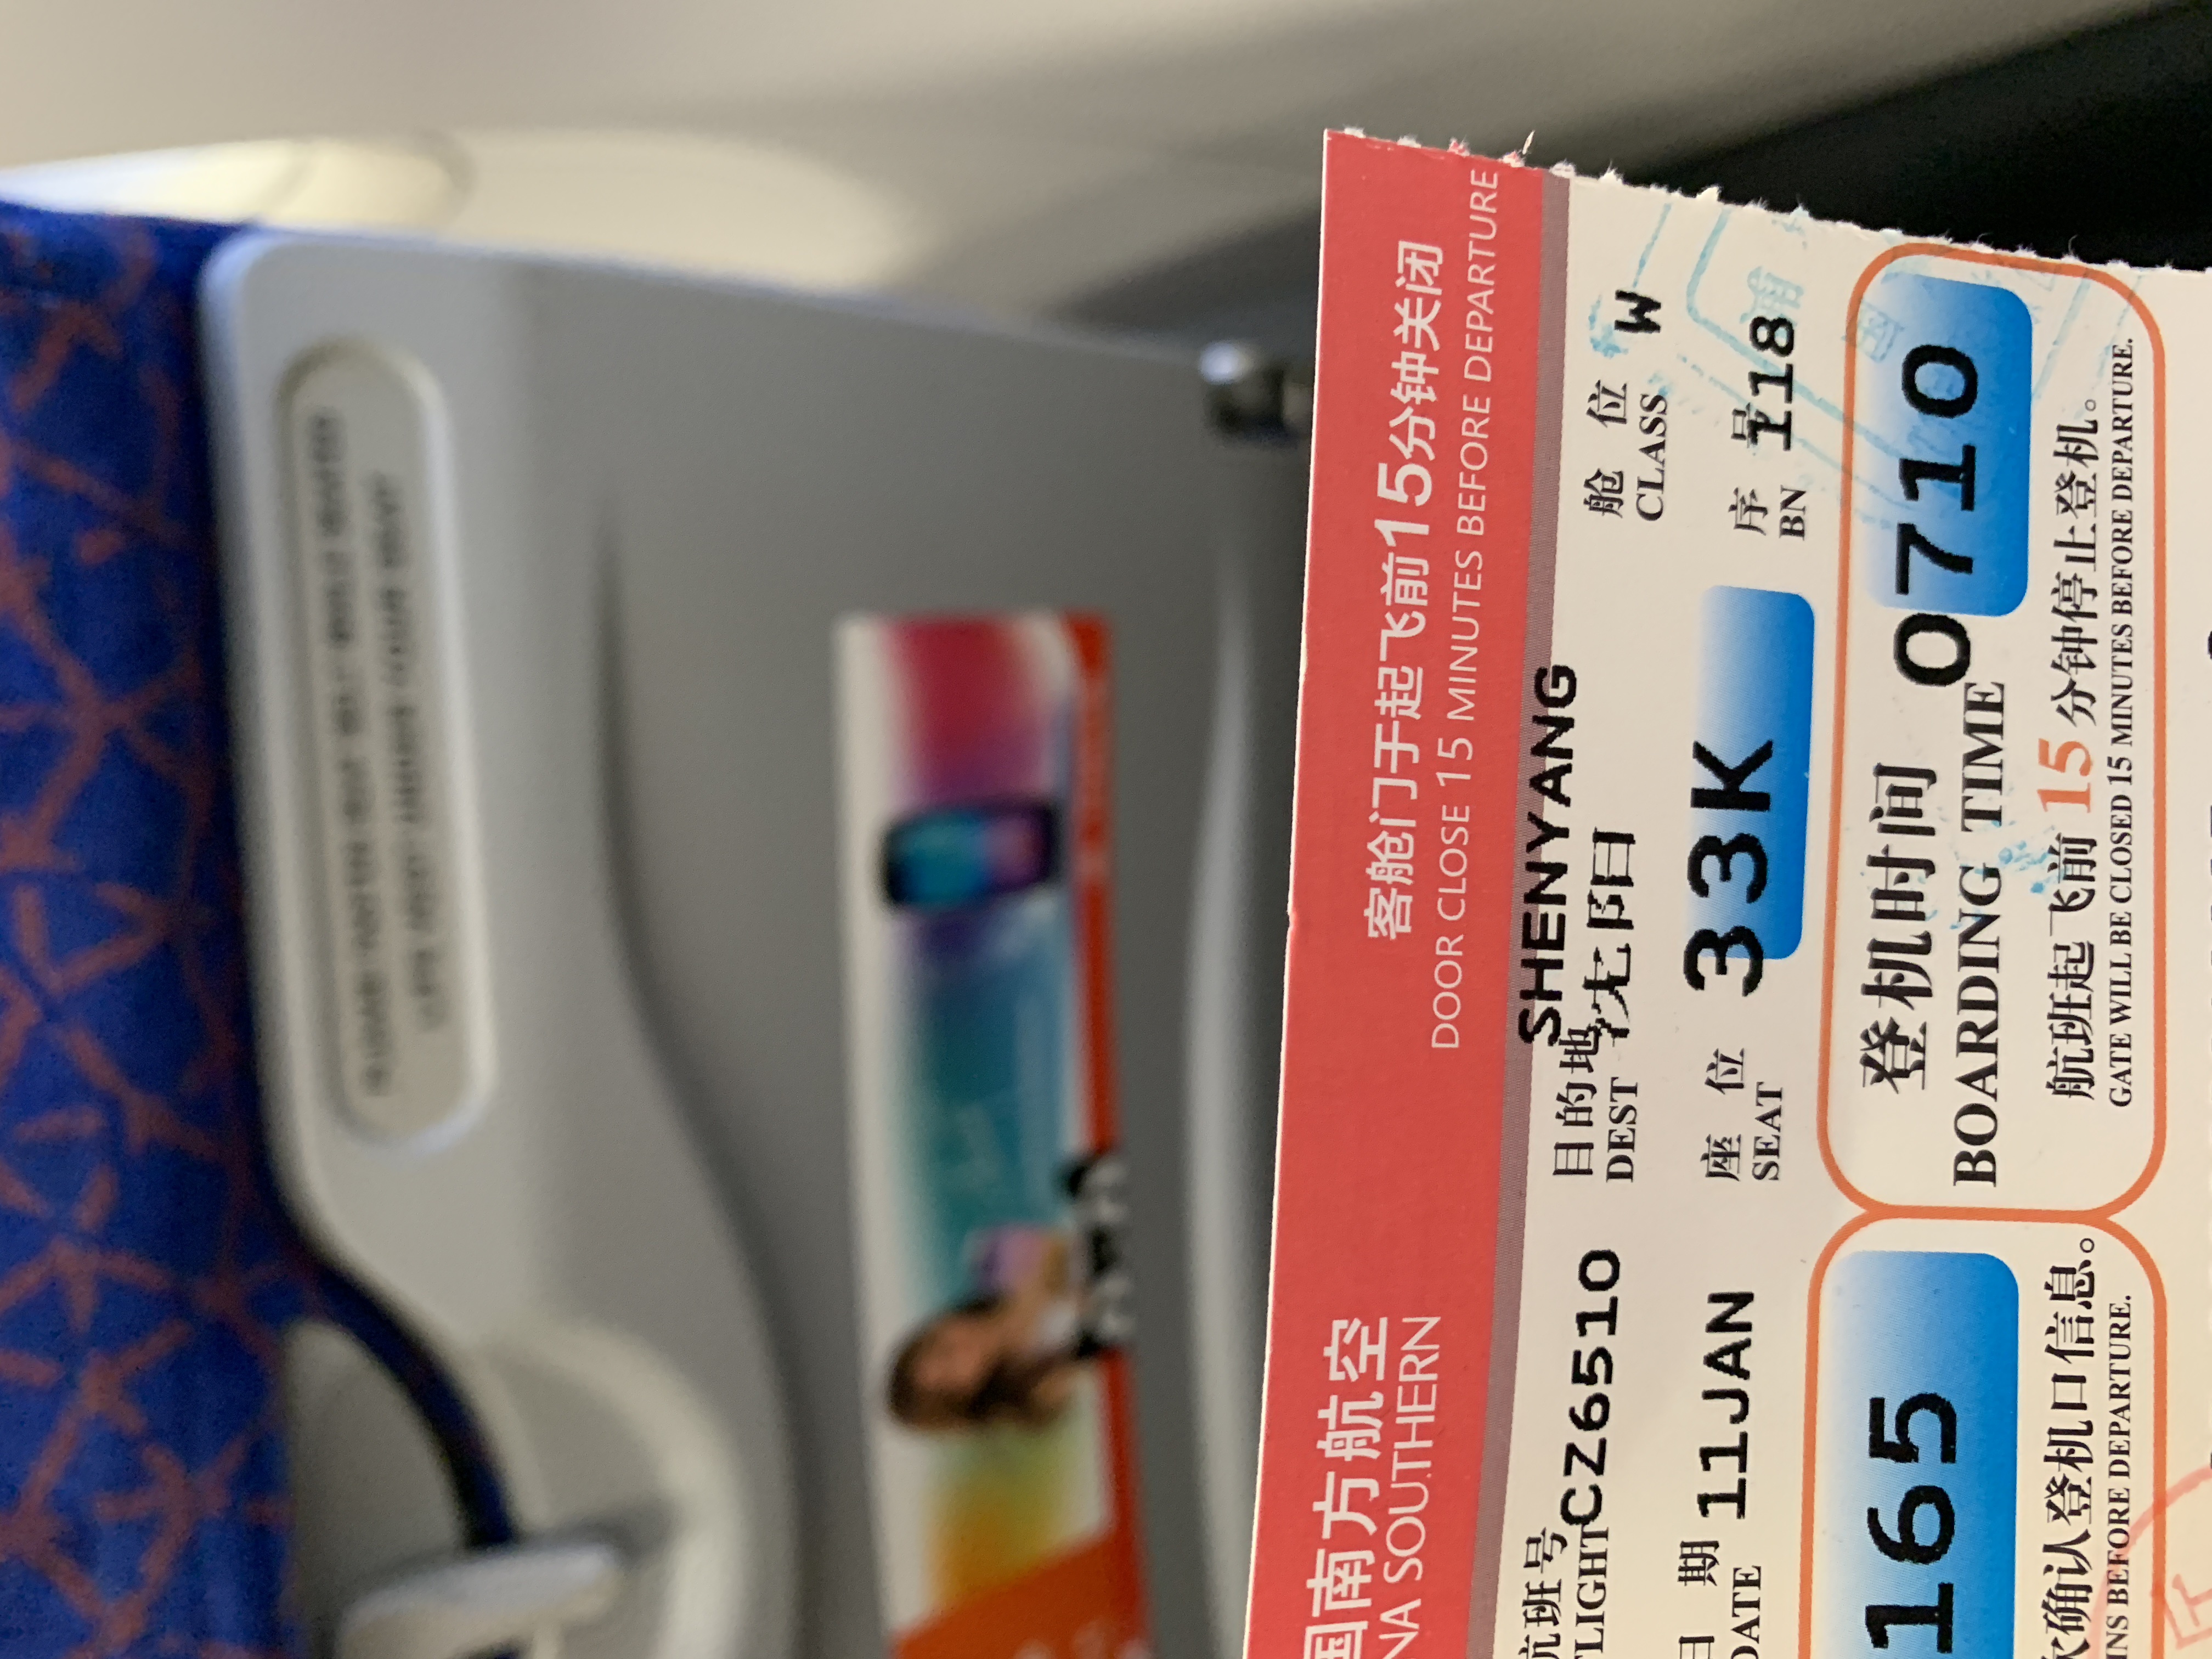 国南方航空
NA SOUTHERN
客舱门于起飞前15分钟关闭
DOOR CLOSE 15 MINUTES BEFORE DEPARTURE
SHENYANG
航班号
FLIGHT CZ6510
目的地 沈阳
DEST
舱 位
CLASS W
日 期
DATE 11JAN
座 位
SEAT 33K
序 号
BN 118
165
登机时间
BOARDING TIME 0710
次确认登机口信息。
INS BEFORE DEPARTURE.
航班起飞前 15 分钟停止登机。
GATE WILL BE CLOSED 15 MINUTES BEFORE DEPARTURE.